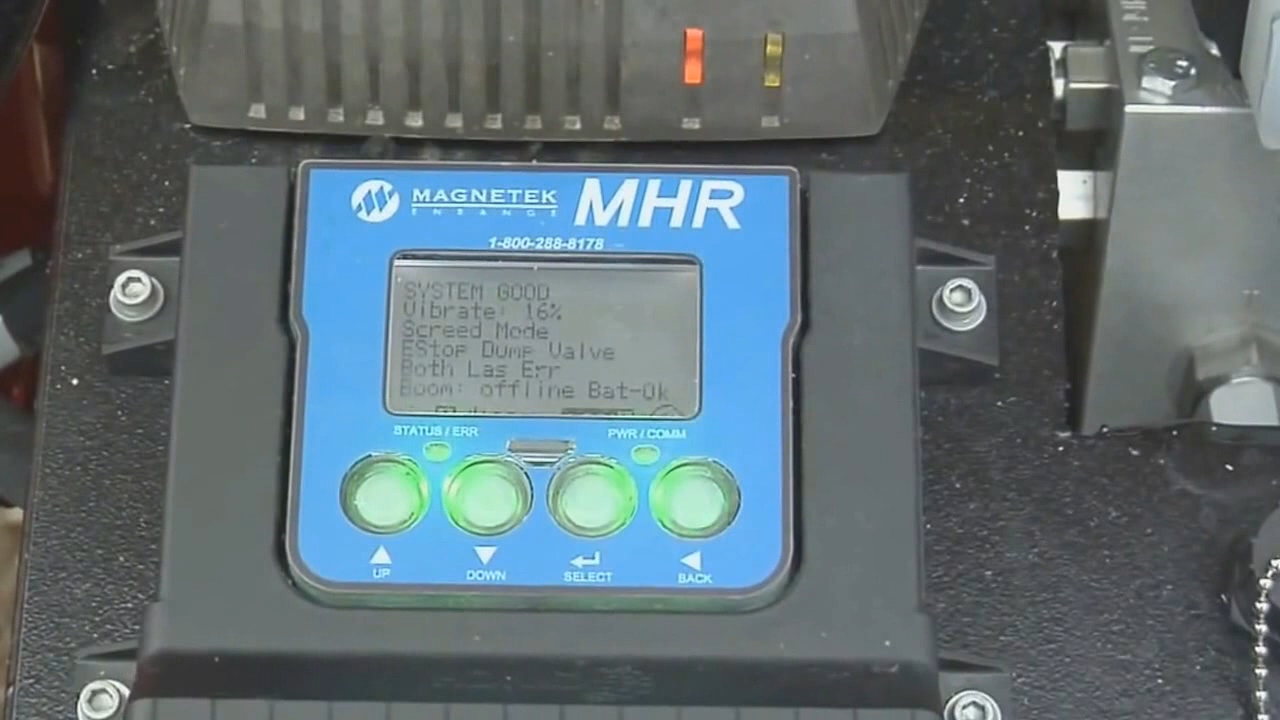 MAGNETEK MHR
ENRANGE
1-800-288-8178
SYSTEM GOOD
Vibrate: 16%
Screed Mode
EStop Dump Valve
Both Las Err
Boom: offline Bat-Ok
STATUS / ERR PWR / COMM
UP DOWN SELECT BACK